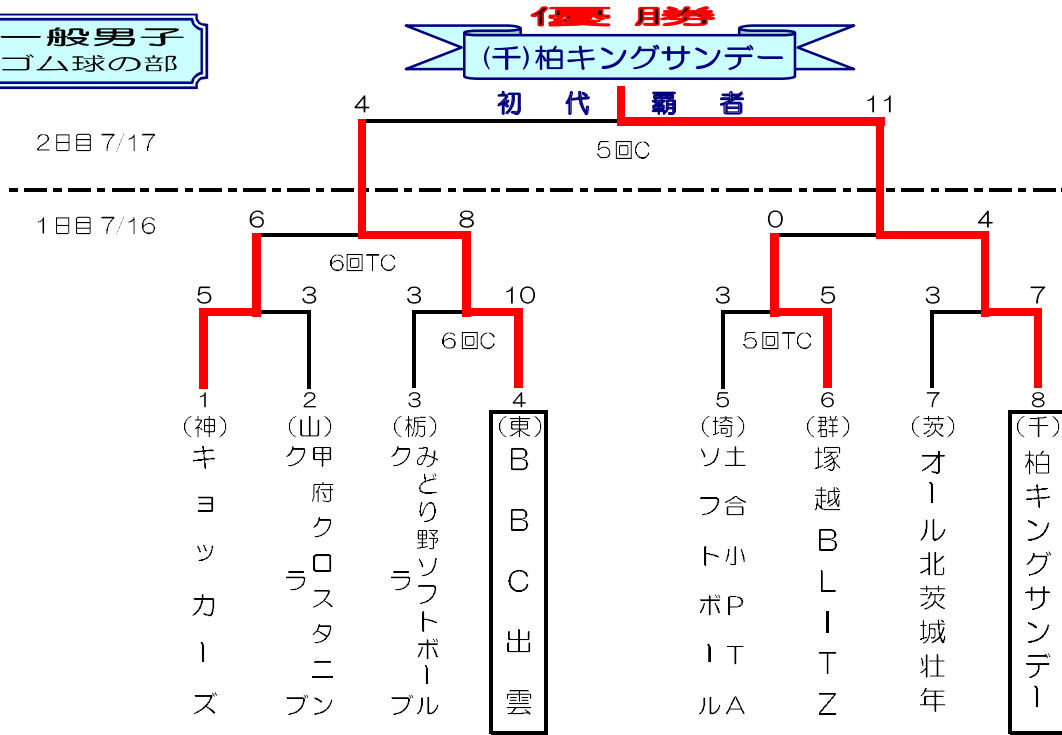 優勝
一般男子
ゴム球の部
(千)柏キングサンデー
初代覇者
4
11
2日目 7/17
5回C
1日目 7/16
6
8
0
4
6回TC
5
3
3
10
3
5
3
7
6回C
5回TC
1
2
3
4
5
6
7
8
(神)
(山)
(栃)
(東)
(埼)
(群)
(茨)
(千)
キョッカーズ
甲府クロスタニン
クラブ
みどり野ソフトボール
クラブ
BBC出雲
土合小PTA
ソフトボール
塚越BLITZ
オール北茨城壮年
柏キングサンデー